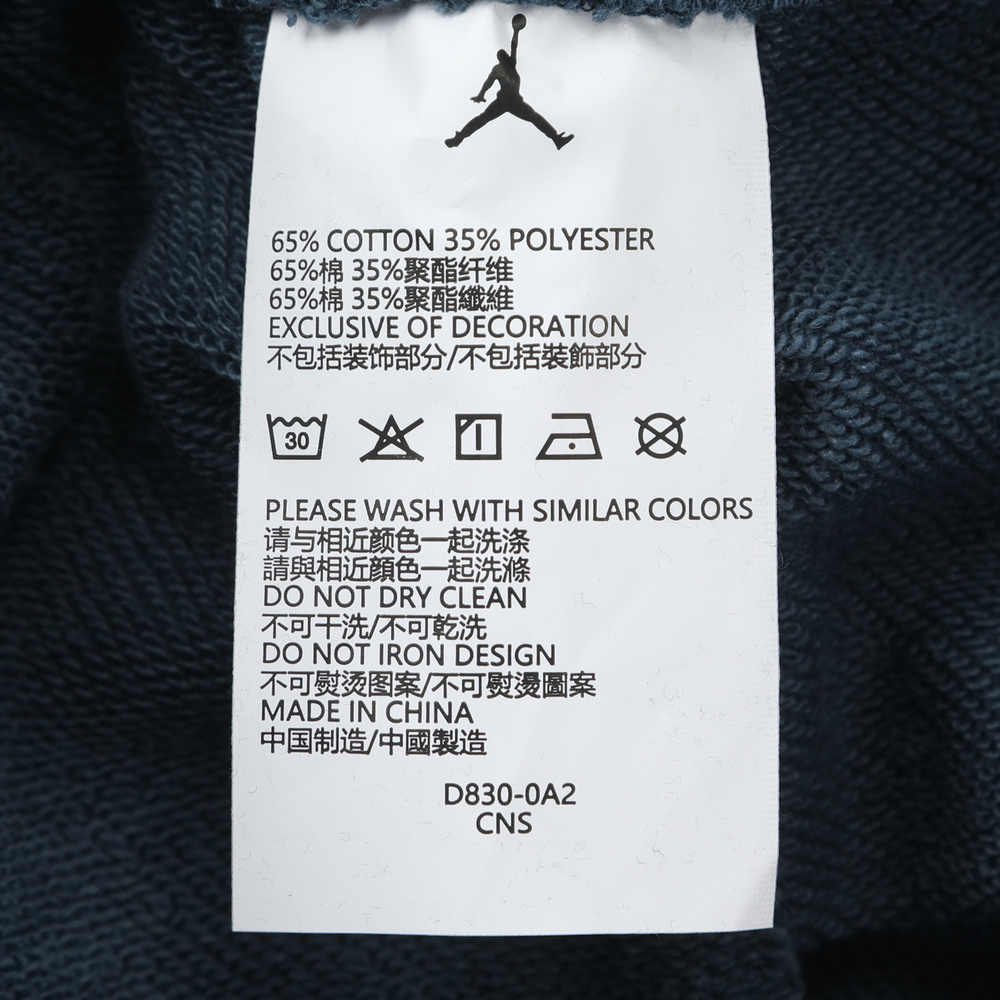 65% COTTON 35% POLYESTER
65%棉 35%聚酯纤维
65%棉 35%聚酯纖維
EXCLUSIVE OF DECORATION
不包括装饰部分/不包括裝飾部分
30
PLEASE WASH WITH SIMILAR COLORS
请与相近颜色一起洗涤
請與相近顏色一起洗滌
DO NOT DRY CLEAN
不可干洗/不可乾洗
DO NOT IRON DESIGN
不可熨烫图案/不可熨燙圖案
MADE IN CHINA
中国制造/中國製造
D830-0A2
CNS